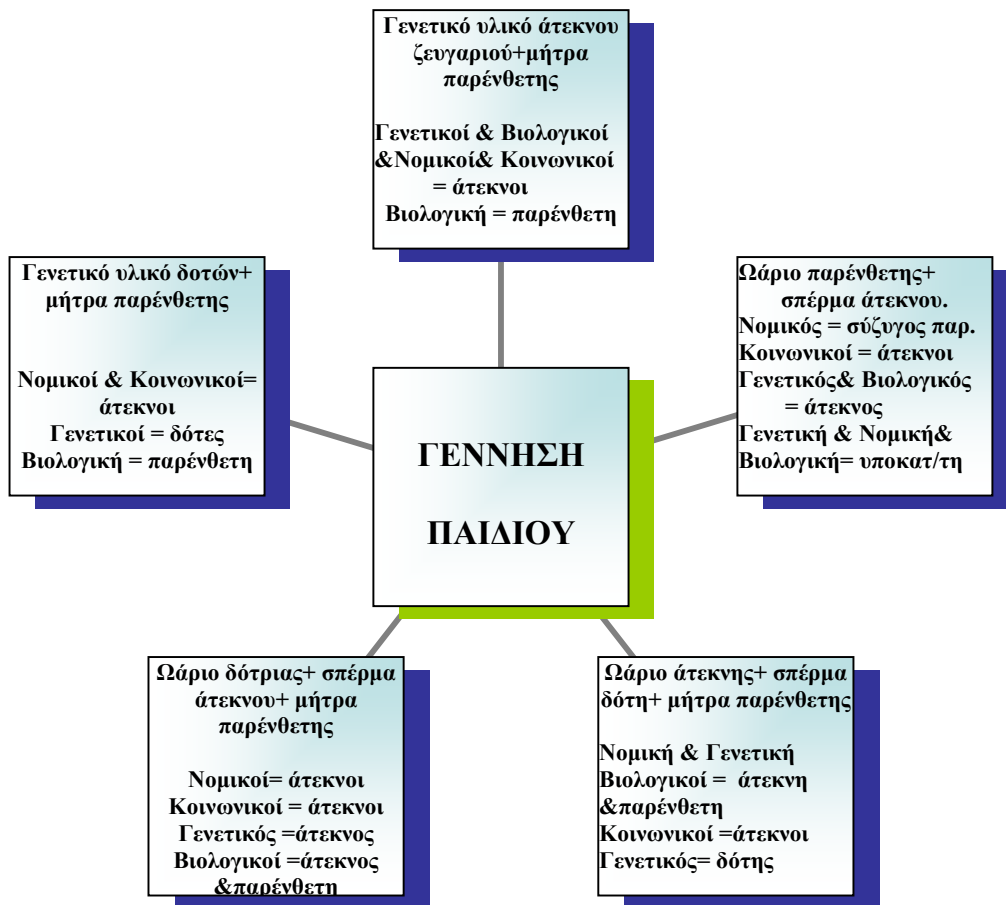 Γενετικό υλικό άτεκνου
ζευγαριού+μήτρα
παρένθετης
Γενετικοί & Βιολογικοί
&Νομικοί& Κοινωνικοί
= άτεκνοι
Βιολογική = παρένθετη
Γενετικό υλικό δοτών+
μήτρα παρένθετης
Νομικοί & Κοινωνικοί=
άτεκνοι
Γενετικοί = δότες
Βιολογική = παρένθετη
Ωάριο παρένθετης+
σπέρμα άτεκνου.
Νομικός = σύζυγος παρ.
Κοινωνικοί = άτεκνοι
Γενετικός& Βιολογικός
= άτεκνος
Γενετική & Νομική&
Βιολογική= υποκατ/τη
ΓΕΝΝΗΣΗ
ΠΑΙΔΙΟΥ
Ωάριο δότριας+ σπέρμα
άτεκνου+ μήτρα
παρένθετης
Νομικοί= άτεκνοι
Κοινωνικοί = άτεκνοι
Γενετικός =άτεκνος
Βιολογικοί =άτεκνος
&παρένθετη
Ωάριο άτεκνης+ σπέρμα
δότη+ μήτρα παρένθετης
Νομική & Γενετική
Βιολογικοί = άτεκνη
&παρένθετη
Κοινωνικοί =άτεκνοι
Γενετικός= δότης